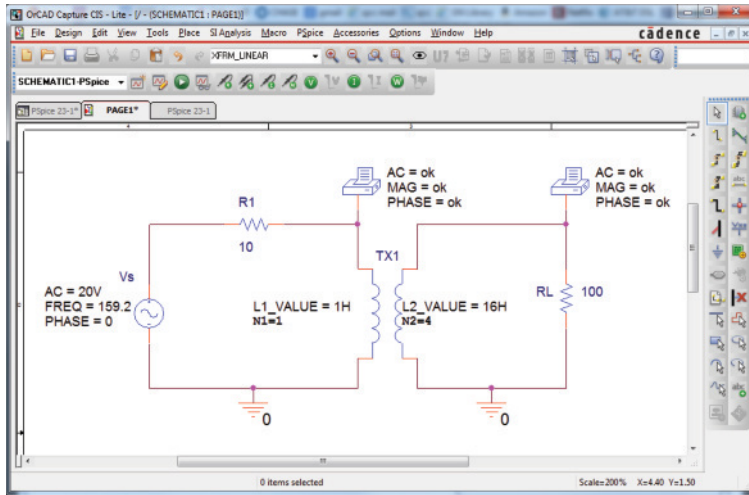 OrCAD Capture CIS - Lite - [/ - (SCHEMATIC1 : PAGE1)]
File Design Edit View Tools Place SI Analysis Macro PSpice Accessories Options Window Help
cādence
XFRM_LINEAR
U?
SCHEMATIC1-PSpice
PSpice 23-1* PAGE1* PSpice 23-1
AC = ok
MAG = ok
PHASE = ok
AC = ok
MAG = ok
PHASE = ok
R1
10
TX1
Vs
AC = 20V
FREQ = 159.2
PHASE = 0
L1_VALUE = 1H
N1=1
L2_VALUE = 16H
N2=4
RL 100
0
0
0 items selected
Scale=200% X=4.40 Y=1.50